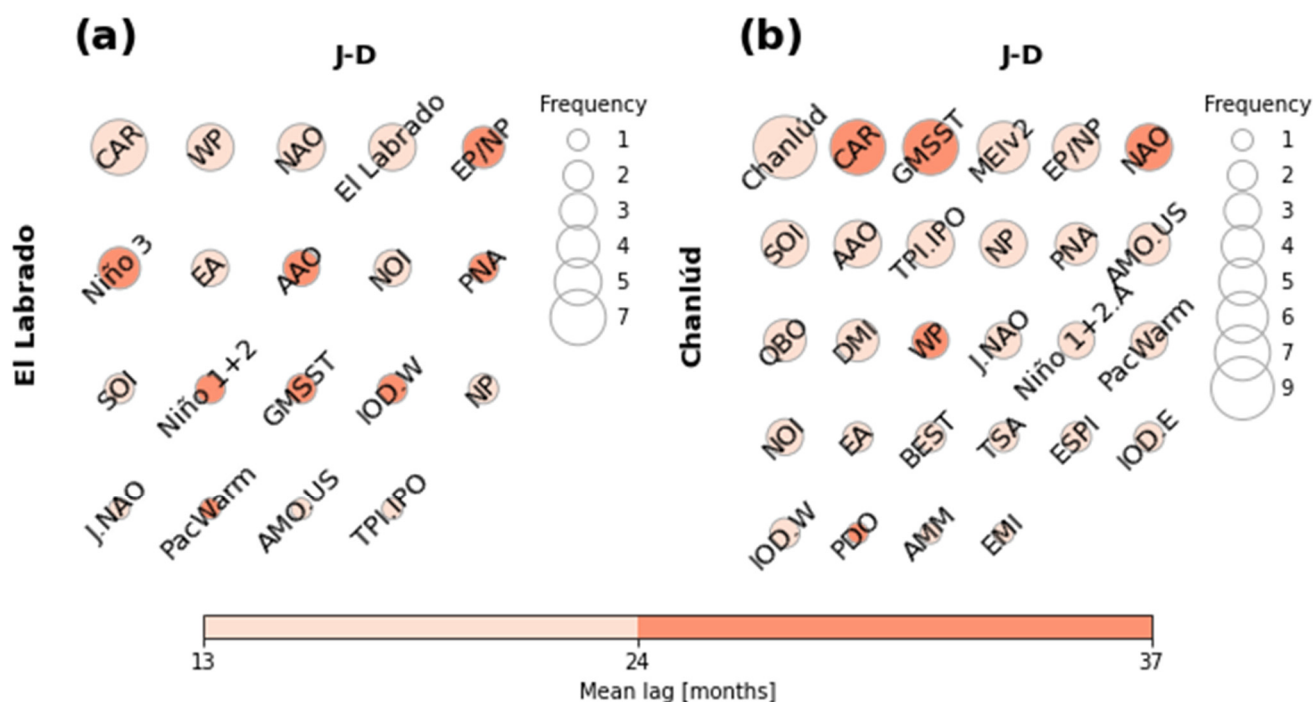 (a)
J-D
El Labrado
CAR
WP
NAO
El Labrado
EP/NP
Niño 3
EA
AAO
NOI
PNA
SOI
Niño 1+2
GMSST
IOD.W
NP
J.NAO
PacWarm
AMO.US
TPI.IPO
Frequency
1
2
3
4
5
7
(b)
J-D
Chanlúd
Chanlúd
CAR
GMSST
MEIv2
EP/NP
NAO
SOI
AAO
TPI.IPO
NP
PNA
AMO.US
QBO
DMI
WP
J.NAO
Niño 1+2.A
PacWarm
NOI
EA
BEST
TSA
ESPI
IOD.E
IOD.W
PDO
AMM
EMI
Frequency
1
2
3
4
5
6
7
9
13
24
37
Mean lag [months]